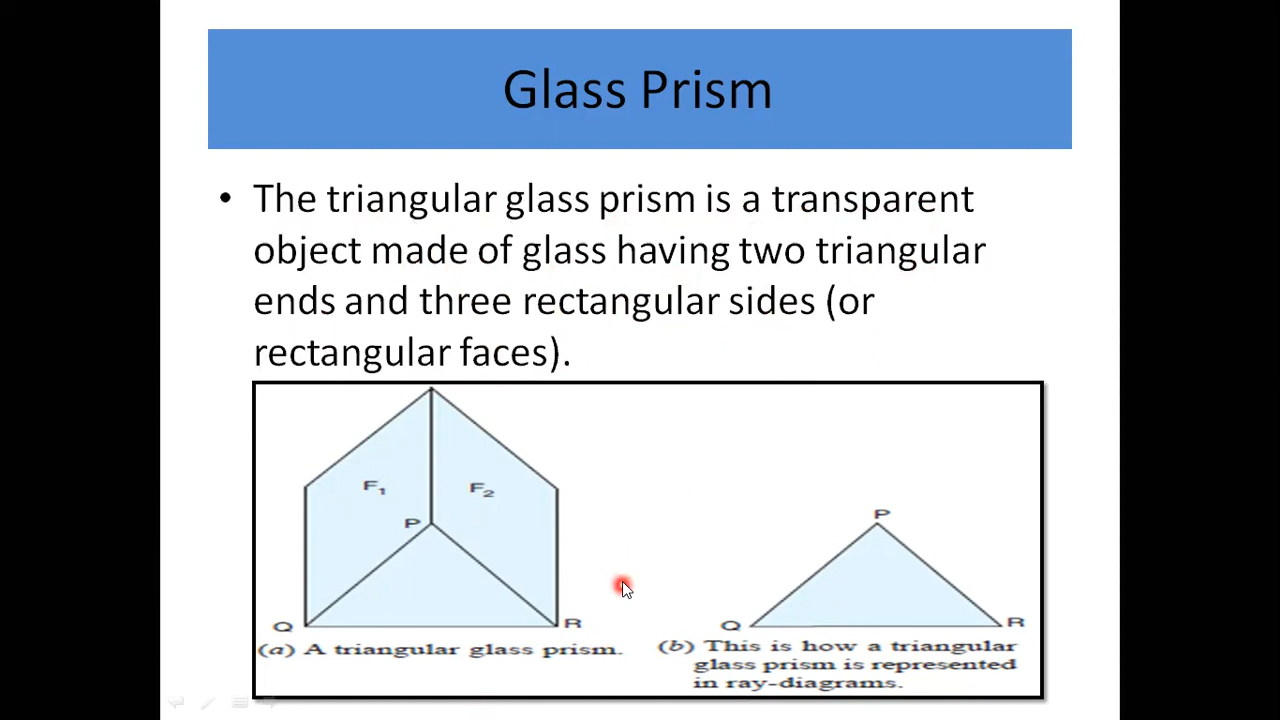 Glass Prism
• The triangular glass prism is a transparent
object made of glass having two triangular
ends and three rectangular sides (or
rectangular faces).
F₁
F₂
P
Q
R
(a) A triangular glass prism.
P
Q
R
(b) This is how a triangular
glass prism is represented
in ray-diagrams.